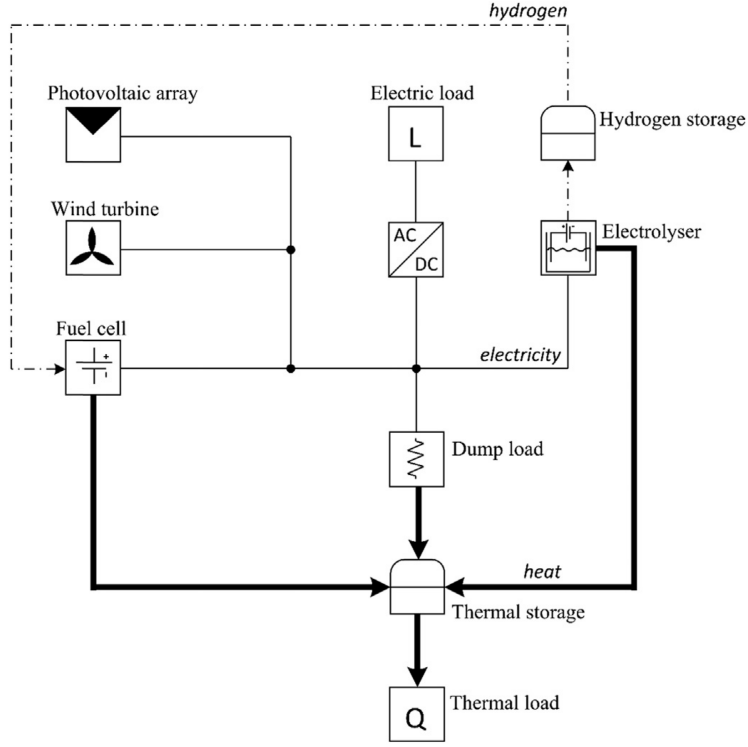 hydrogen
Photovoltaic array
Electric load
L
Hydrogen storage
Wind turbine
AC
DC
Electrolyser
+ -
Fuel cell
+
-
electricity
Dump load
heat
Thermal storage
Thermal load
Q